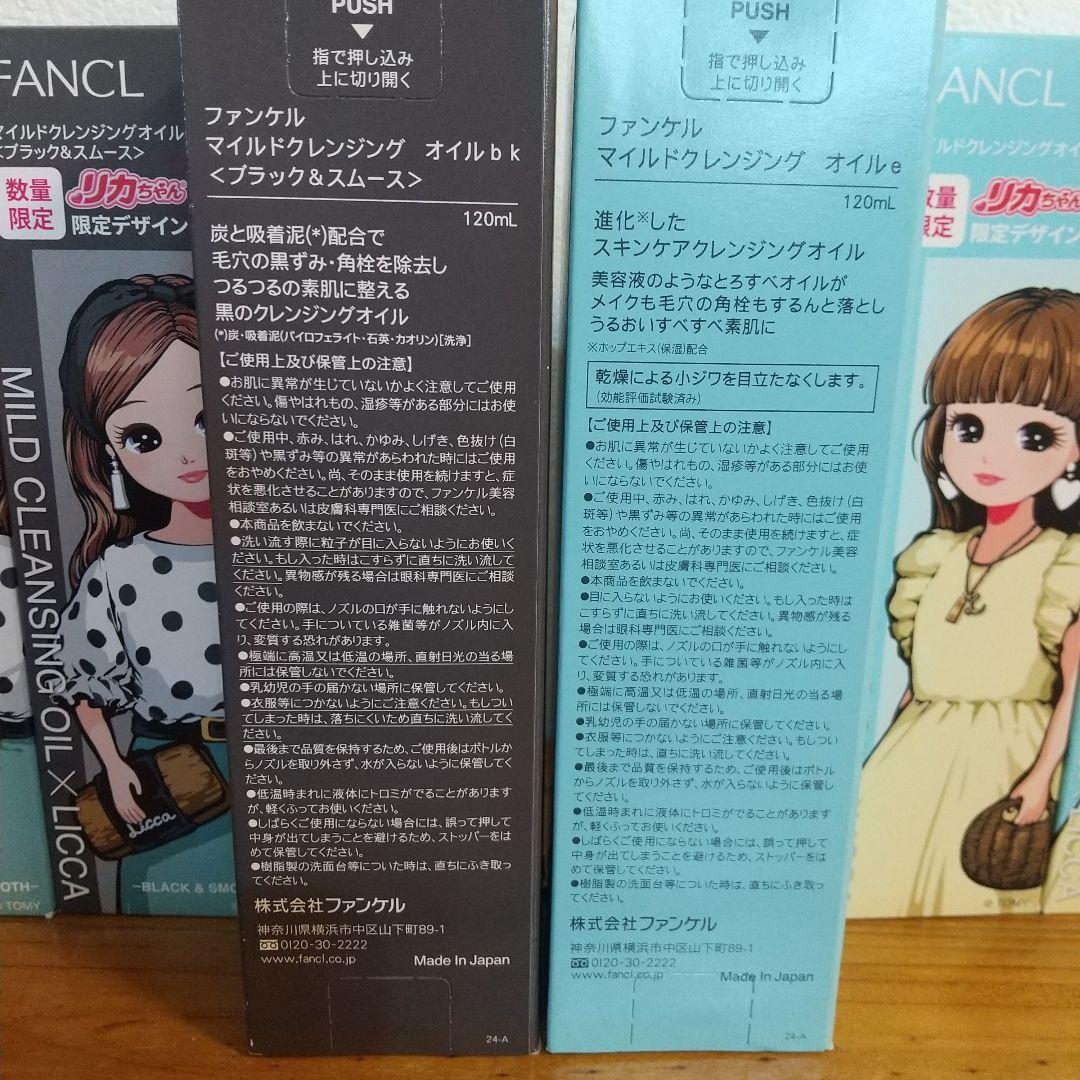 FANCL
マイルドクレンジングオイル
<ブラック&スムース>
数量
限定
リカちゃん
限定デザイン
MILD CLEANSING OIL × LICCA
Licca
-BLACK & SMO
OTH-
TOMY
PUSH
指で押し込み
上に切り開く
ファンケル
マイルドクレンジング オイルbk
<ブラック&スムース>
120mL
炭と吸着泥(*)配合で
毛穴の黒ずみ・角栓を除去し
つるつるの素肌に整える
黒のクレンジングオイル
(*)炭・吸着泥(パイロフェライト・石英・カオリン)[洗浄]
【ご使用上及び保管上の注意】
●お肌に異常が生じていないかよく注意してご使用
ください。傷やはれもの、湿疹等がある部分にはお使
いにならないでください。
●ご使用中、赤み、はれ、かゆみ、しげき、色抜け(白
斑等)や黒ずみ等の異常があらわれた時にはご使用
をおやめください。尚、そのまま使用を続けますと、症
状を悪化させることがありますので、ファンケル美容
相談室あるいは皮膚科専門医にご相談ください。
●本商品を飲まないでください。
●洗い流す際に粒子が目に入らないようにお使いく
ださい。もし入った時はこすらずに直ちに洗い流して
ください。異物感が残る場合は眼科専門医にご相談
ください。
●ご使用の際は、ノズルの口が手に触れないようにし
てください。手についている雑菌等がノズル内に入
り、変質する恐れがあります。
●極端に高温又は低温の場所、直射日光の当る場
所には保管しないでください。
●乳幼児の手の届かない場所に保管してください。
●衣服等につかないようにご注意ください。もしつい
てしまった時は、落ちにくいため直ちに洗い流してく
ださい。
●最後まで品質を保持するため、ご使用後はボトルか
らノズルを取り外さず、水が入らないように保管してく
ださい。
●低温時まれに液体にトロミがでることがあります
が、軽くふってお使いください。
●しばらくご使用にならない場合には、誤って押して
中身が出てしまうことを避けるため、ストッパーをは
めて保管してください。
●樹脂製の洗面台等についた時は、直ちにふき取っ
てください。
株式会社ファンケル
神奈川県横浜市中区山下町89-1
0120-30-2222
www.fancl.co.jp
Made In Japan
24-A
PUSH
指で押し込み
上に切り開く
ファンケル
マイルドクレンジング オイルe
120mL
進化※した
スキンケアクレンジングオイル
美容液のようなとろすべオイルが
メイクも毛穴の角栓もするんと落とし
うるおいすべすべ素肌に
※ホップエキス(保湿)配合
乾燥による小ジワを目立たなくします。
(効能評価試験済み)
【ご使用上及び保管上の注意】
●お肌に異常が生じていないかよく注意してご使用
ください。傷やはれもの、湿疹等がある部分にはお使
いにならないでください。
●ご使用中、赤み、はれ、かゆみ、しげき、色抜け(白
斑等)や黒ずみ等の異常があらわれた時にはご使用
をおやめください。尚、そのまま使用を続けますと、症
状を悪化させることがありますので、ファンケル美容
相談室あるいは皮膚科専門医にご相談ください。
●本商品を飲まないでください。
●目に入らないようにお使いください。もし入った時は
こすらずに直ちに洗い流してください。異物感が残る
場合は眼科専門医にご相談ください。
●ご使用の際は、ノズルの口が手に触れないようにし
てください。手についている雑菌等がノズル内に入
り、変質する恐れがあります。
●極端に高温又は低温の場所、直射日光の当る場
所には保管しないでください。
●乳幼児の手の届かない場所に保管してください。
●衣服等につかないようにご注意ください。もしつい
てしまった時は、直ちに洗い流してください。
●最後まで品質を保持するため、ご使用後はボトル
からノズルを取り外さず、水が入らないように保管し
てください。
●低温時まれに液体にトロミがでることがあります
が、軽くふってお使いください。
●しばらくご使用にならない場合には、誤って押して
中身が出てしまうことを避けるため、ストッパーをは
めて保管してください。
●樹脂製の洗面台等についた時は、直ちにふき取っ
てください。
株式会社ファンケル
神奈川県横浜市中区山下町89-1
0120-30-2222
www.fancl.co.jp
Made In Japan
24-A
ANCL
ルドクレンジングオイ
数量
限定
リカちゃん
限定デザイン
LICCA
©TOMY